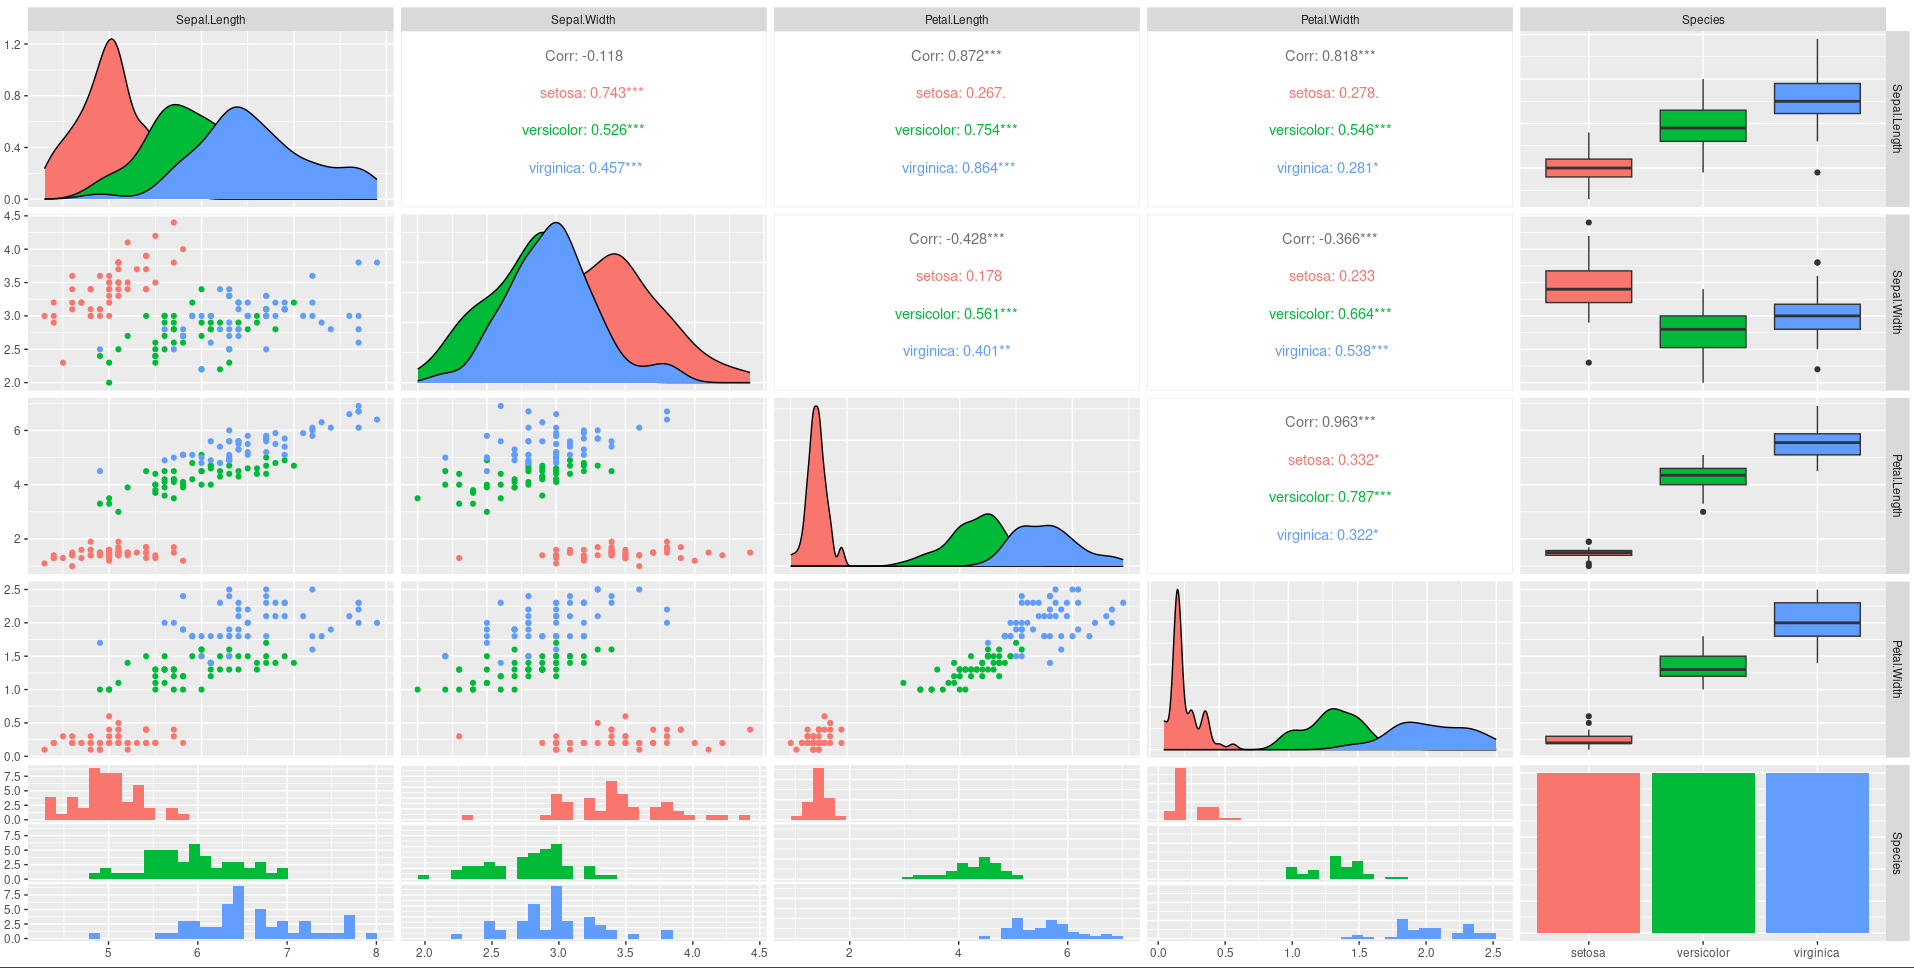 Sepal.Length
Sepal.Width
Petal.Length
Petal.Width
Species
1.2
0.8
0.4
0.0
Corr: -0.118
setosa: 0.743***
versicolor: 0.526***
virginica: 0.457***
Corr: 0.872***
setosa: 0.267.
versicolor: 0.754***
virginica: 0.864***
Corr: 0.818***
setosa: 0.278.
versicolor: 0.546***
virginica: 0.281*
Sepal.Length
4.5
4.0
3.5
3.0
2.5
2.0
Corr: -0.428***
setosa: 0.178
versicolor: 0.561***
virginica: 0.401**
Corr: -0.366***
setosa: 0.233
versicolor: 0.664***
virginica: 0.538***
Sepal.Width
6
4
2
Corr: 0.963***
setosa: 0.332*
versicolor: 0.787***
virginica: 0.322*
Petal.Length
2.5
2.0
1.5
1.0
0.5
0.0
Petal.Width
7.5
5.0
2.5
0.0
7.5
5.0
2.5
0.0
7.5
5.0
2.5
0.0
Species
5 6 7 8
2.0 2.5 3.0 3.5 4.0 4.5
2 4 6
0.0 0.5 1.0 1.5 2.0 2.5
setosa versicolor virginica